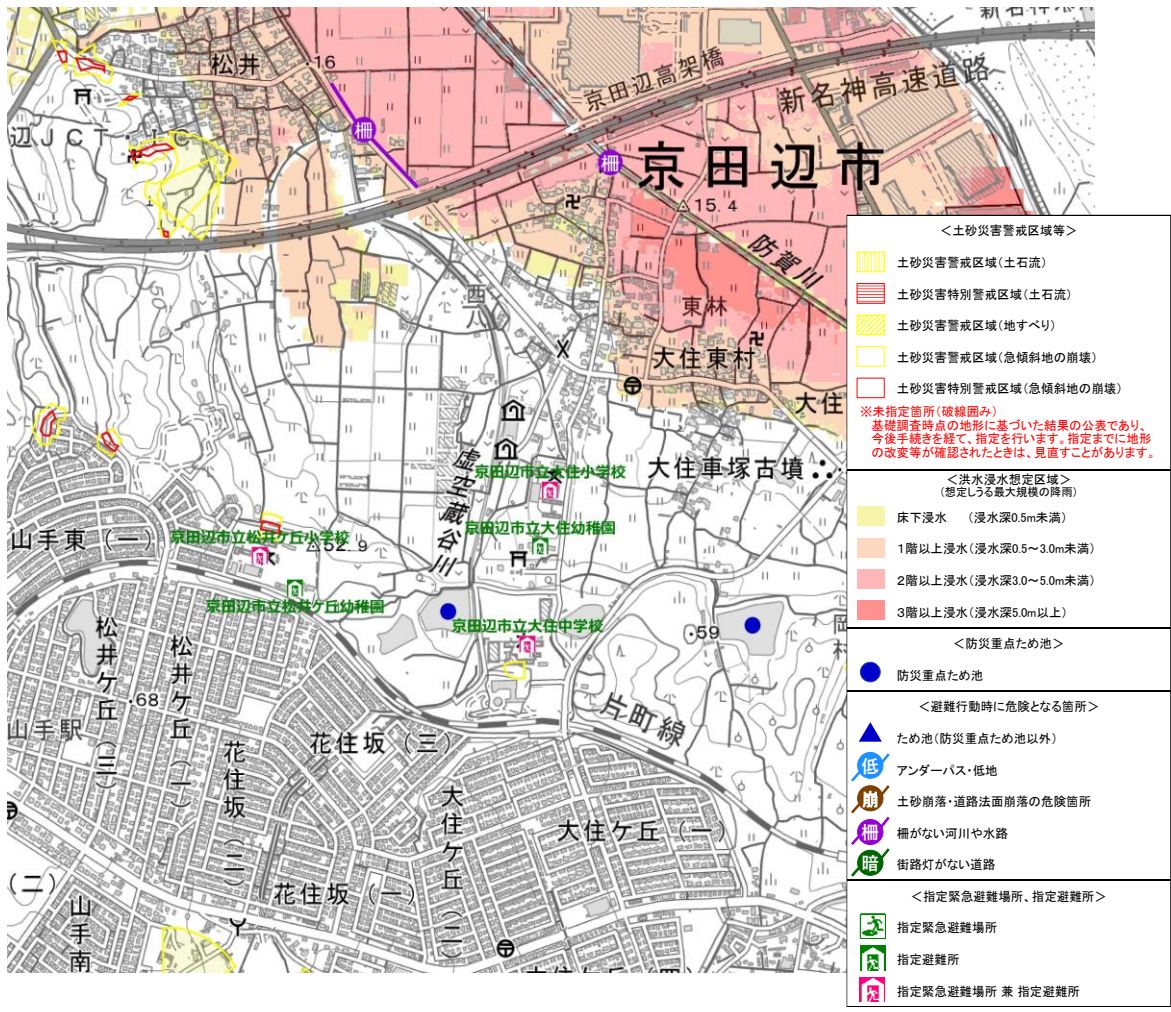 新名神
松井
16
京田辺高架橋
新名神高速道路
辺JCT・IC
柵
柵
京田辺市
15.4
防賀川
西八
東林
大住東村
大住
虚空蔵谷川
京田辺市立大住小学校
大住車塚古墳
京田辺市立松井ケ丘小学校
京田辺市立大住幼稚園
山手東（一）
52.9
京田辺市立松井ケ丘幼稚園
京田辺市立大住中学校
59
岡村
松井ケ丘（三）
松井ケ丘（一）
68
山手駅
花住坂（三）
片町線
花住坂（二）
大住ケ丘（二）
大住ケ丘（一）
花住坂（一）
（二）
山手南
大住ケ丘（四）
＜土砂災害警戒区域等＞
土砂災害警戒区域（土石流）
土砂災害特別警戒区域（土石流）
土砂災害警戒区域（地すべり）
土砂災害警戒区域（急傾斜地の崩壊）
土砂災害特別警戒区域（急傾斜地の崩壊）
※未指定箇所（破線囲み）
基礎調査時点の地形に基づいた結果の公表であり、
今後手続きを経て、指定を行います。指定までに地形
の改変等が確認されたときは、見直すことがあります。
＜洪水浸水想定区域＞
（想定しうる最大規模の降雨）
床下浸水　（浸水深0.5m未満）
1階以上浸水（浸水深0.5～3.0m未満）
2階以上浸水（浸水深3.0～5.0m未満）
3階以上浸水（浸水深5.0m以上）
＜防災重点ため池＞
防災重点ため池
＜避難行動時に危険となる箇所＞
ため池（防災重点ため池以外）
低 アンダーパス・低地
崩 土砂崩落・道路法面崩落の危険箇所
柵 柵がない河川や水路
暗 街路灯がない道路
＜指定緊急避難場所、指定避難所＞
指定緊急避難場所
指定避難所
指定緊急避難場所 兼 指定避難所